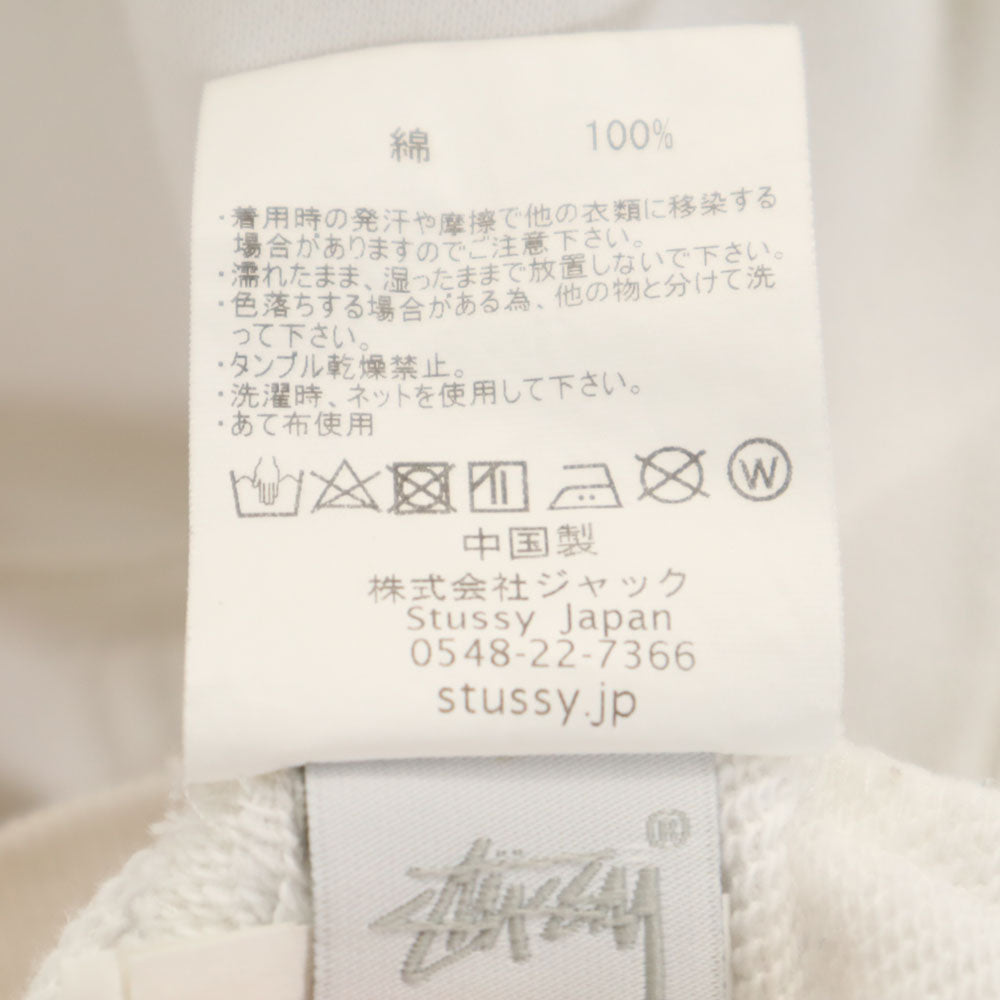 綿 100%
・着用時の発汗や摩擦で他の衣類に移染する
場合がありますのでご注意下さい。
・濡れたまま、湿ったままで放置しないで下さい。
・色落ちする場合がある為、他の物と分けて洗
って下さい。
・タンブル乾燥禁止。
・洗濯時、ネットを使用して下さい。
・あて布使用
W
中国製
株式会社ジャック
Stussy Japan
0548-22-7366
stussy.jp
®
Stüssy